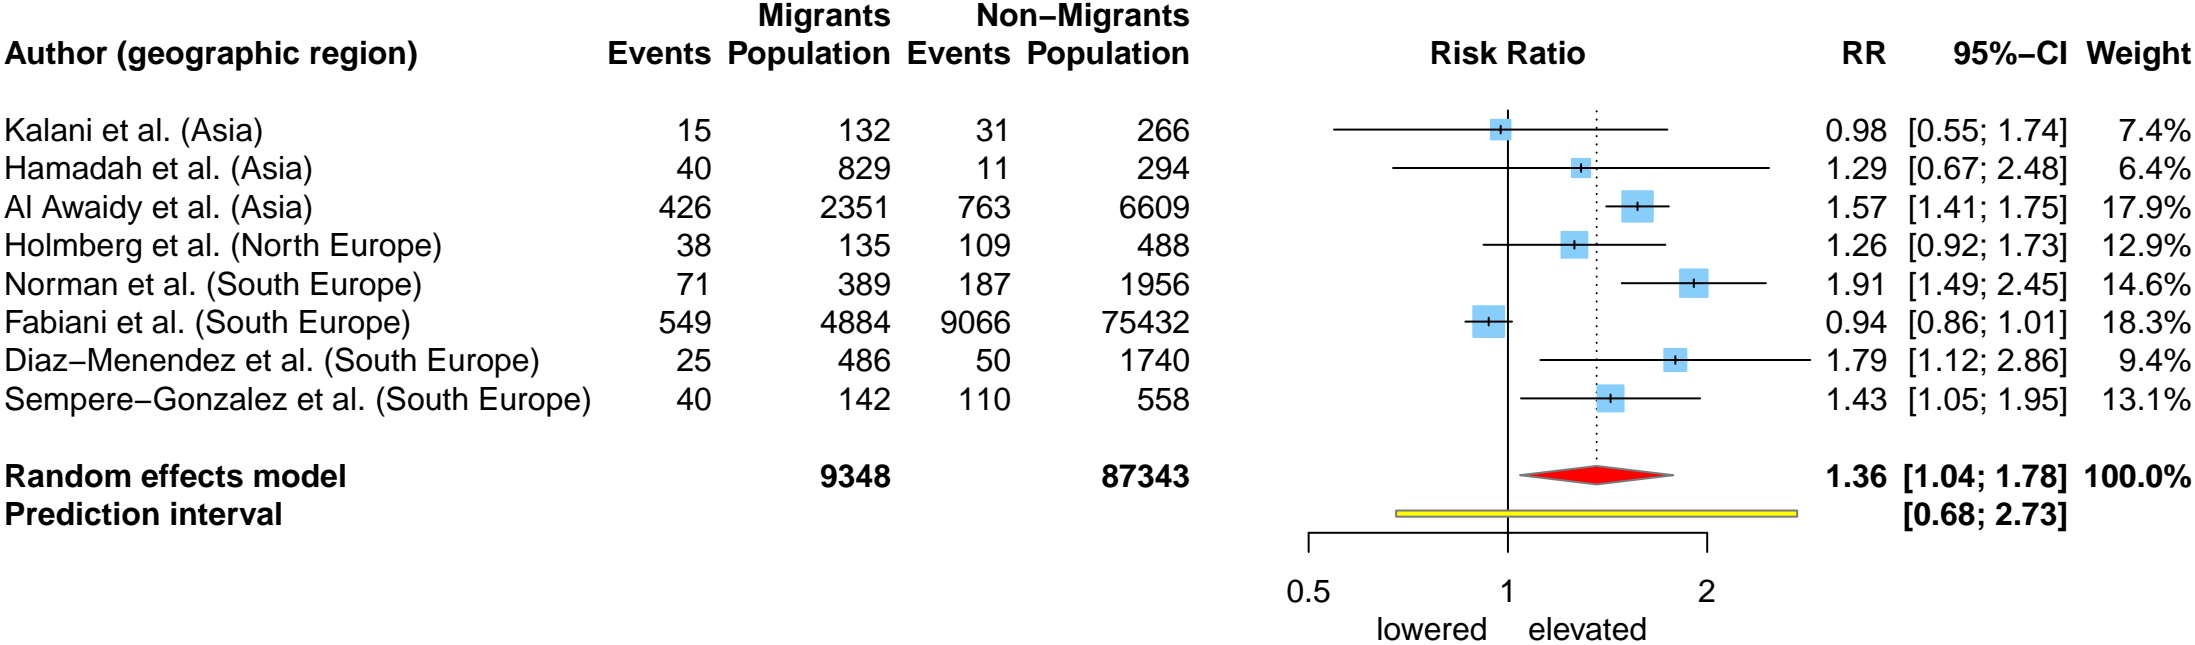 Migrants Non−Migrants
Author (geographic region) Events Population Events Population Risk Ratio RR 95%−CI Weight
Kalani et al. (Asia) 15 132 31 266 0.98 [0.55; 1.74] 7.4%
Hamadah et al. (Asia) 40 829 11 294 1.29 [0.67; 2.48] 6.4%
Al Awaidy et al. (Asia) 426 2351 763 6609 1.57 [1.41; 1.75] 17.9%
Holmberg et al. (North Europe) 38 135 109 488 1.26 [0.92; 1.73] 12.9%
Norman et al. (South Europe) 71 389 187 1956 1.91 [1.49; 2.45] 14.6%
Fabiani et al. (South Europe) 549 4884 9066 75432 0.94 [0.86; 1.01] 18.3%
Diaz−Menendez et al. (South Europe) 25 486 50 1740 1.79 [1.12; 2.86] 9.4%
Sempere−Gonzalez et al. (South Europe) 40 142 110 558 1.43 [1.05; 1.95] 13.1%
Random effects model 9348 87343 1.36 [1.04; 1.78] 100.0%
Prediction interval [0.68; 2.73]
0.5 1 2
lowered elevated